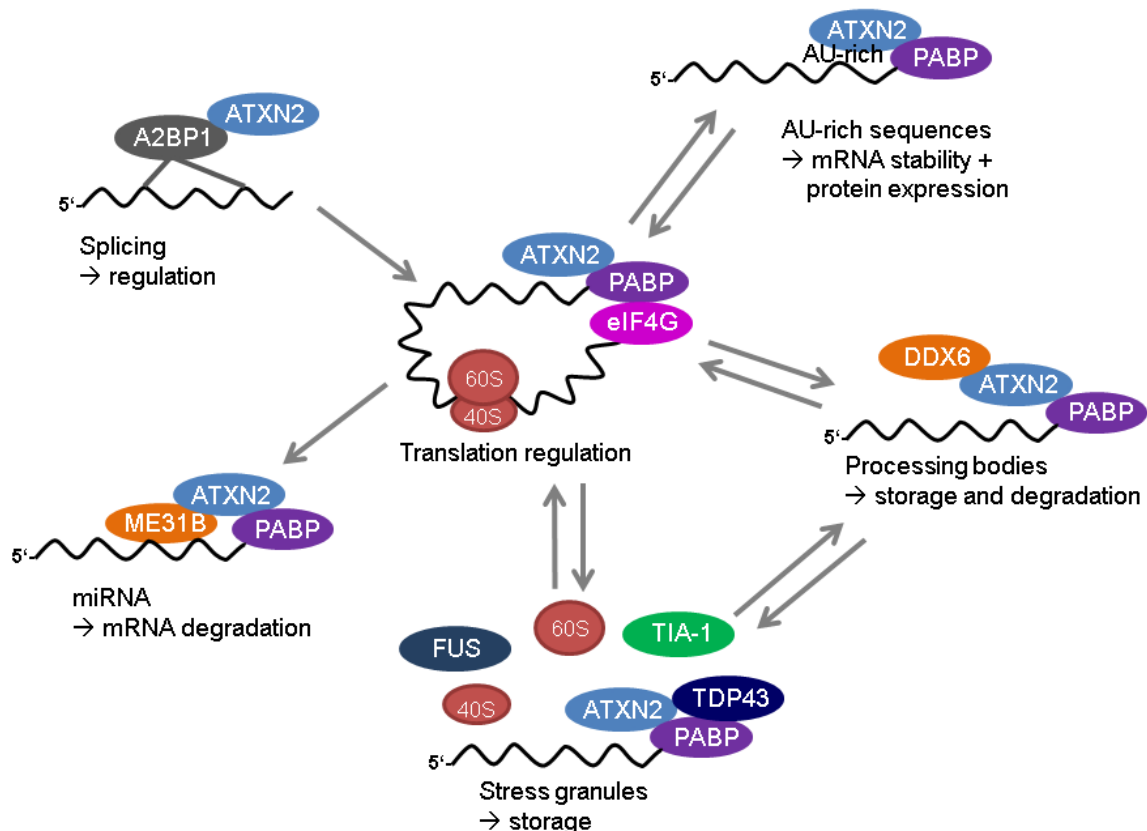 ATXN2
AU-rich
PABP
5‘
AU-rich sequences
→ mRNA stability +
protein expression
ATXN2
A2BP1
5‘
Splicing
→ regulation
ATXN2
PABP
eIF4G
60S
40S
Translation regulation
DDX6
ATXN2
PABP
5‘
Processing bodies
→ storage and degradation
ATXN2
ME31B
PABP
5‘
miRNA
→ mRNA degradation
60S
TIA-1
FUS
40S
ATXN2
TDP43
PABP
5‘
Stress granules
→ storage